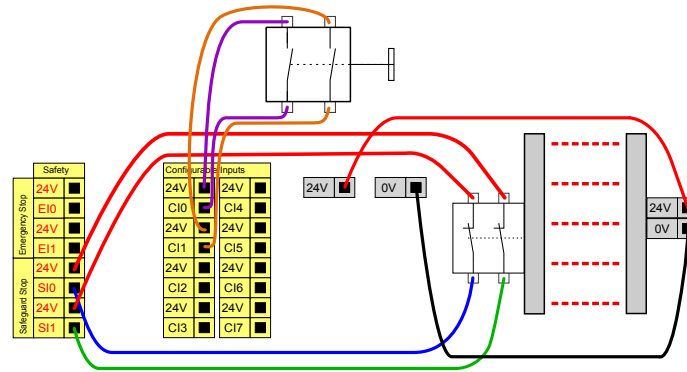 Safety
Emergency Stop
24V
EI0
24V
EI1
Safeguard Stop
24V
SI0
24V
SI1
Configurable Inputs
24V 24V
CI0 CI4
24V 24V
CI1 CI5
24V 24V
CI2 CI6
24V 24V
CI3 CI7
24V
0V
24V
0V